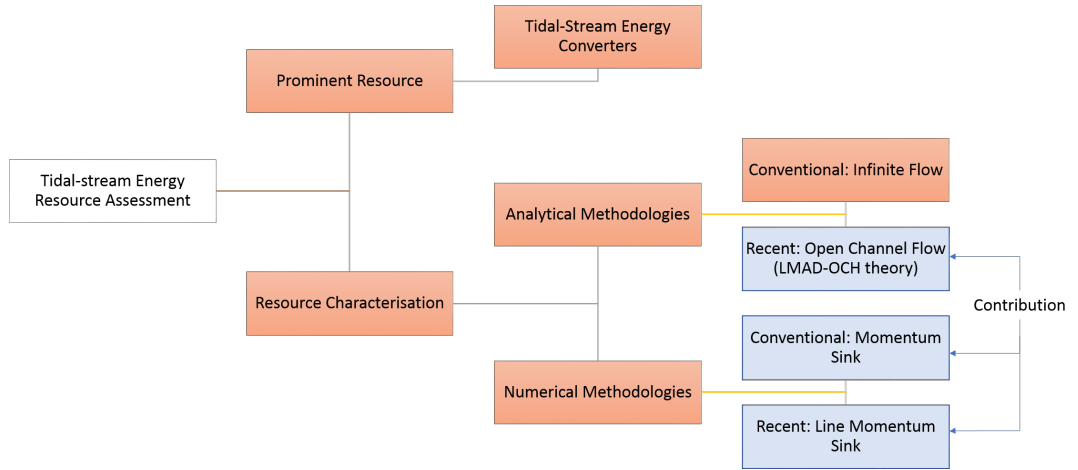 Tidal-Stream Energy
Converters
Prominent Resource
Tidal-stream Energy
Resource Assessment
Conventional: Infinite Flow
Analytical Methodologies
Recent: Open Channel Flow
(LMAD-OCH theory)
Resource Characterisation
Contribution
Conventional: Momentum
Sink
Numerical Methodologies
Recent: Line Momentum
Sink